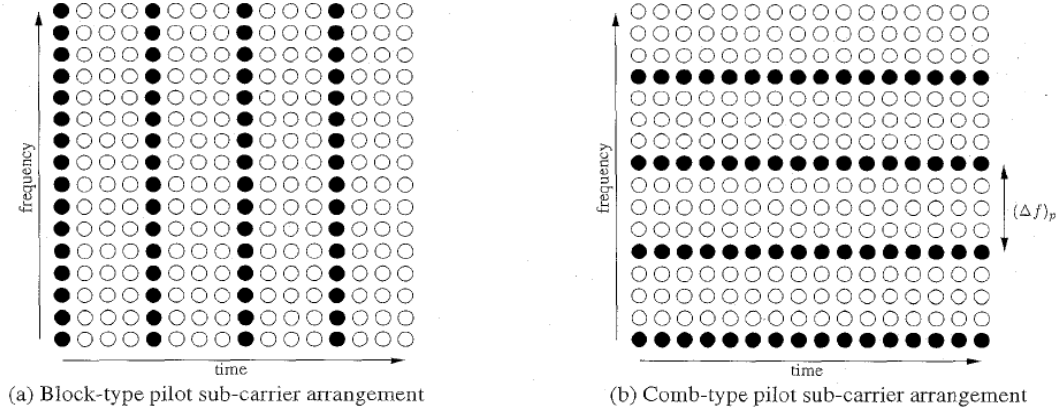 frequency
time
(a) Block-type pilot sub-carrier arrangement
frequency
(Δf)p
time
(b) Comb-type pilot sub-carrier arrangement